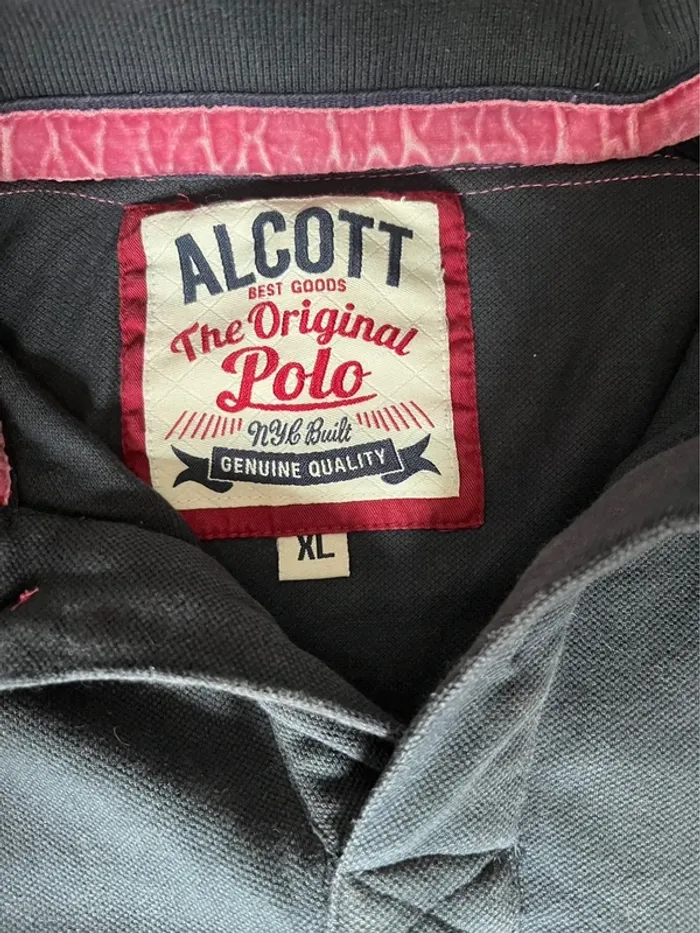 ALCOTT
BEST GOODS
The Original
Polo
NYC Built
GENUINE QUALITY
XL